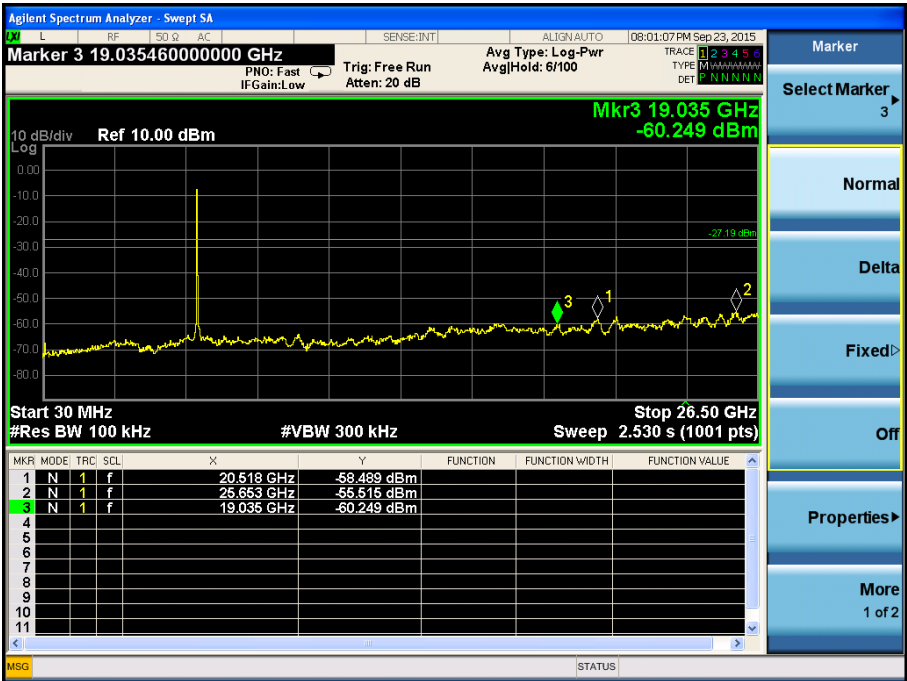 Agilent Spectrum Analyzer - Swept SA
LXI L RF 50 Ω AC SENSE:INT ALIGN AUTO 08:01:07 PM Sep 23, 2015
Marker 3 19.035460000000 GHz
PNO: Fast
IFGain:Low
Trig: Free Run
Atten: 20 dB
Avg Type: Log-Pwr
Avg|Hold: 6/100
TRACE 1 2 3 4 5 6
TYPE M
DET P N N N N N
Mkr3 19.035 GHz
-60.249 dBm
10 dB/div Ref 10.00 dBm
Log
0.00
-10.0
-20.0
-27.19 dBm
-30.0
-40.0
-50.0
3 1 2
-60.0
-70.0
-80.0
Start 30 MHz Stop 26.50 GHz
#Res BW 100 kHz #VBW 300 kHz Sweep 2.530 s (1001 pts)
MKR MODE TRC SCL X Y FUNCTION FUNCTION WIDTH FUNCTION VALUE
1 N 1 f 20.518 GHz -58.489 dBm
2 N 1 f 25.653 GHz -55.515 dBm
3 N 1 f 19.035 GHz -60.249 dBm
4
5
6
7
8
9
10
11
MSG STATUS
Marker
Select Marker
3
Normal
Delta
Fixed
Off
Properties
More
1 of 2